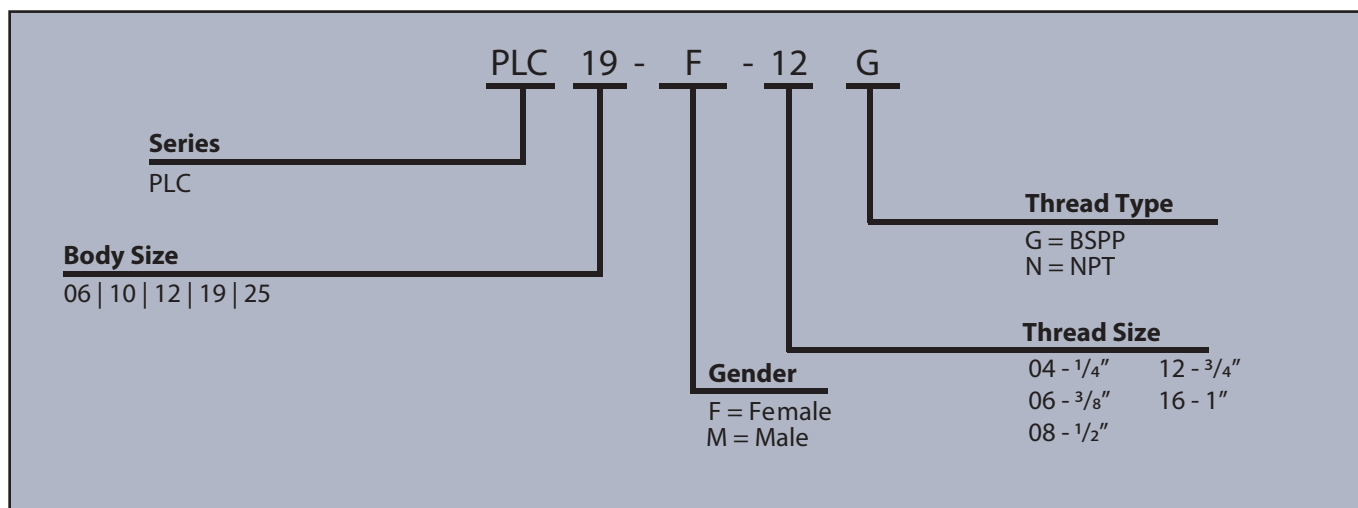 PLC 19 - F - 12 G
Series
PLC
Body Size
06 | 10 | 12 | 19 | 25
Gender
F = Female
M = Male
Thread Type
G = BSPP
N = NPT
Thread Size
04 - 1/4” 12 - 3/4”
06 - 3/8” 16 - 1”
08 - 1/2”